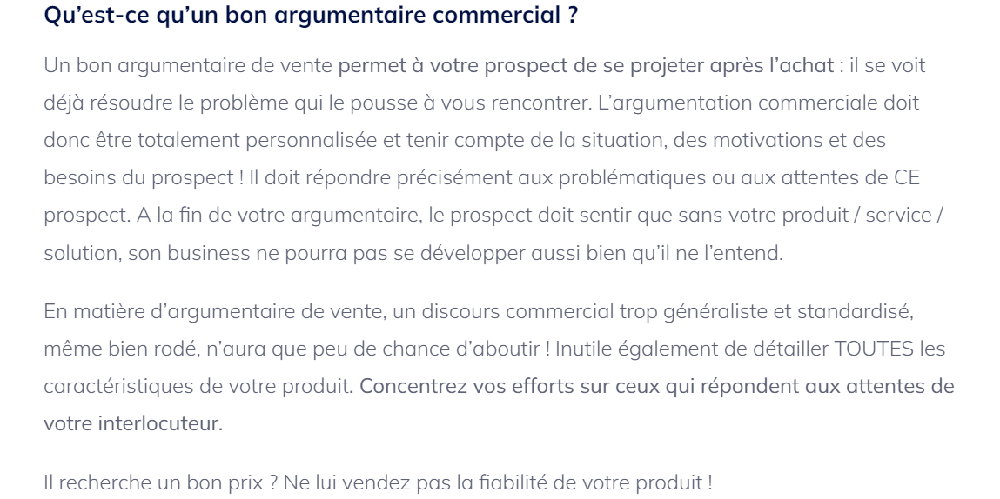 Qu’est-ce qu’un bon argumentaire commercial ?
Un bon argumentaire de vente permet à votre prospect de se projeter après l’achat : il se voit
déjà résoudre le problème qui le pousse à vous rencontrer. L’argumentation commerciale doit
donc être totalement personnalisée et tenir compte de la situation, des motivations et des
besoins du prospect ! Il doit répondre précisément aux problématiques ou aux attentes de CE
prospect. A la fin de votre argumentaire, le prospect doit sentir que sans votre produit / service /
solution, son business ne pourra pas se développer aussi bien qu’il ne l’entend.
En matière d’argumentaire de vente, un discours commercial trop généraliste et standardisé,
même bien rodé, n’aura que peu de chance d’aboutir ! Inutile également de détailler TOUTES les
caractéristiques de votre produit. Concentrez vos efforts sur ceux qui répondent aux attentes de
votre interlocuteur.
Il recherche un bon prix ? Ne lui vendez pas la fiabilité de votre produit !